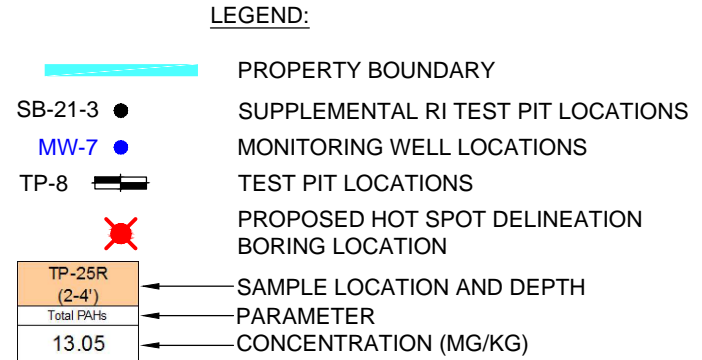 LEGEND:
PROPERTY BOUNDARY
SB-21-3 SUPPLEMENTAL RI TEST PIT LOCATIONS
MW-7 MONITORING WELL LOCATIONS
TP-8 TEST PIT LOCATIONS
PROPOSED HOT SPOT DELINEATION
BORING LOCATION
TP-25R
(2-4')
SAMPLE LOCATION AND DEPTH
Total PAHs PARAMETER
13.05 CONCENTRATION (MG/KG)